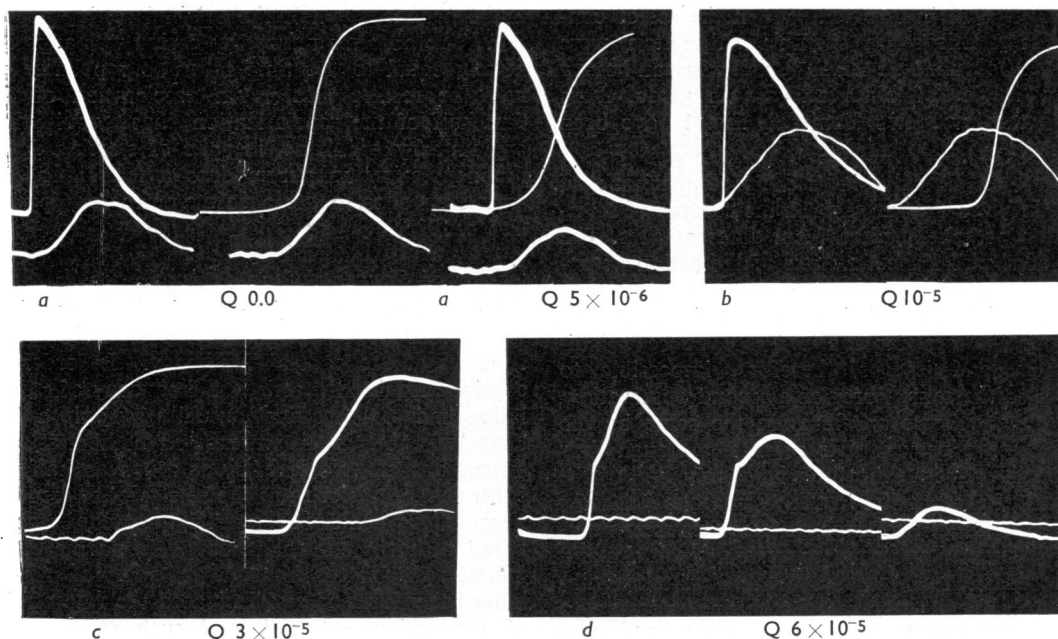 a Q 0.0 a Q 5 × 10⁻⁶ b Q 10⁻⁵
c Q 3 × 10⁻⁵ d Q 6 × 10⁻⁵